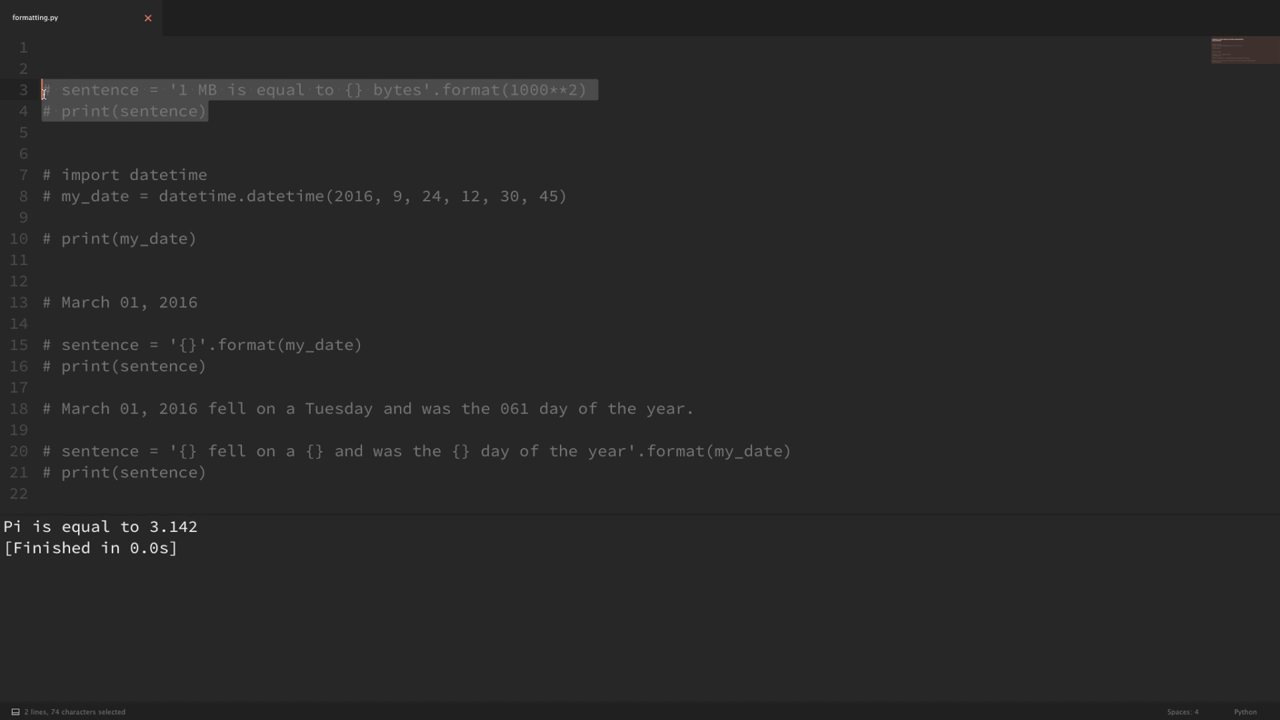 formatting.py
1
2
3 # sentence = '1 MB is equal to {} bytes'.format(1000**2)
4 # print(sentence)
5
6
7 # import datetime
8 # my_date = datetime.datetime(2016, 9, 24, 12, 30, 45)
9
10 # print(my_date)
11
12
13 # March 01, 2016
14
15 # sentence = '{}'.format(my_date)
16 # print(sentence)
17
18 # March 01, 2016 fell on a Tuesday and was the 061 day of the year.
19
20 # sentence = '{} fell on a {} and was the {} day of the year'.format(my_date)
21 # print(sentence)
22
Pi is equal to 3.142
[Finished in 0.0s]
2 lines, 74 characters selected
Spaces: 4
Python